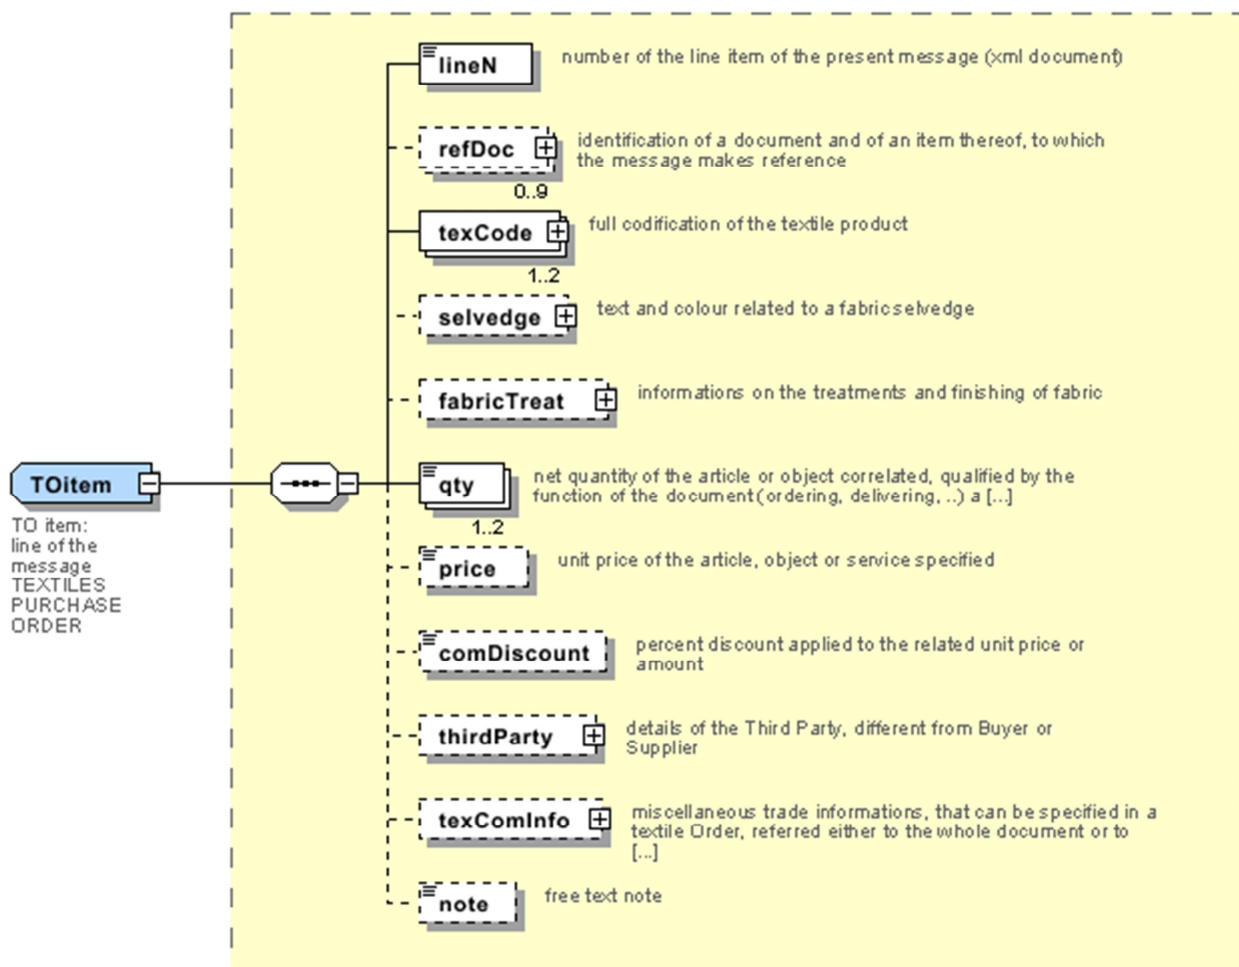 lineN
number of the line item of the present message (xml document)
refDoc
identification of a document and of an item thereof, to which
the message makes reference
0..9
texCode
full codification of the textile product
1..2
selvedge
text and colour related to a fabric selvedge
fabricTreat
informations on the treatments and finishing of fabric
TOitem
TO item:
line of the
message
TEXTILES
PURCHASE
ORDER
qty
net quantity of the article or object correlated, qualified by the
function of the document (ordering, delivering, ..) a [...]
1..2
price
unit price of the article, object or service specified
comDiscount
percent discount applied to the related unit price or
amount
thirdParty
details of the Third Party, different from Buyer or
Supplier
texComInfo
miscellaneous trade informations, that can be specified in a
textile Order, referred either to the whole document or to
[...]
note
free text note